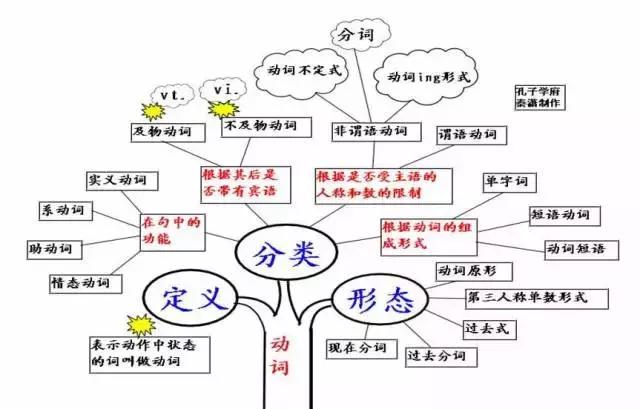 分词
动词不定式
动词ing形式
vt.
vi.
孔子学府
秦潇制作
及物动词
不及物动词
非谓语动词
谓语动词
实义动词
根据其后是
否带有宾语
根据是否受主语的
人称和数的限制
单字词
系动词
在句中的
功能
根据动词的组
成形式
短语动词
助动词
动词短语
情态动词
分类
动词原形
定义
形态
第三人称单数形式
过去式
表示动作中状态
的词叫做动词
动
词
现在分词
过去分词